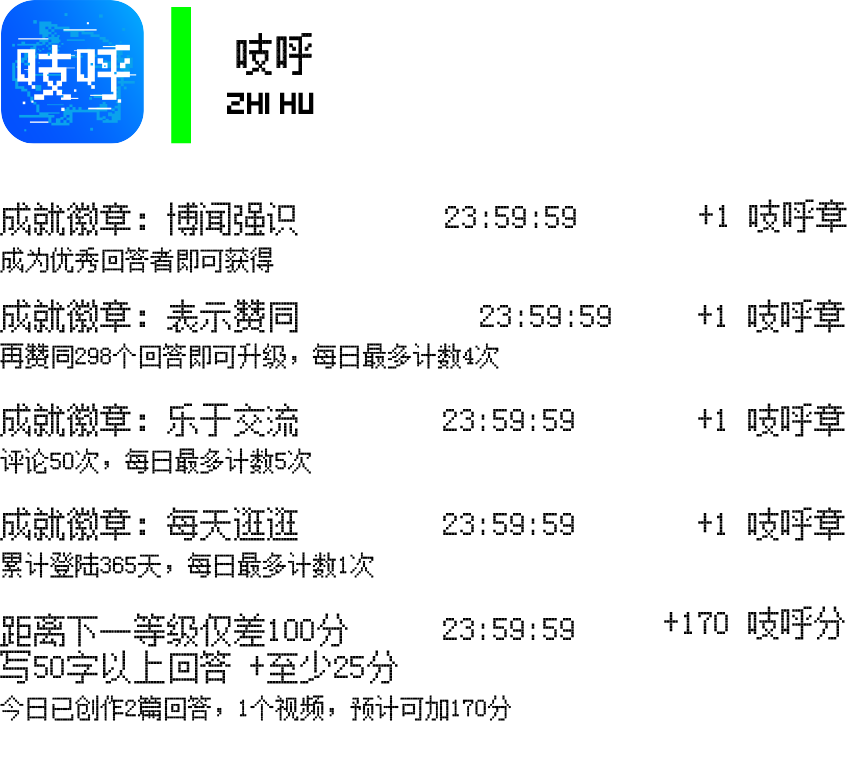 吱呼
吱呼
ZHI HU
成就徽章：博闻强识 23:59:59 +1 吱呼章
成为优秀回答者即可获得
成就徽章：表示赞同 23:59:59 +1 吱呼章
再赞同298个回答即可升级，每日最多计数4次
成就徽章：乐于交流 23:59:59 +1 吱呼章
评论50次，每日最多计数5次
成就徽章：每天逛逛 23:59:59 +1 吱呼章
累计登陆365天，每日最多计数1次
距离下一等级仅差100分 23:59:59 +170 吱呼分
写50字以上回答 +至少25分
今日已创作2篇回答，1个视频，预计可加170分